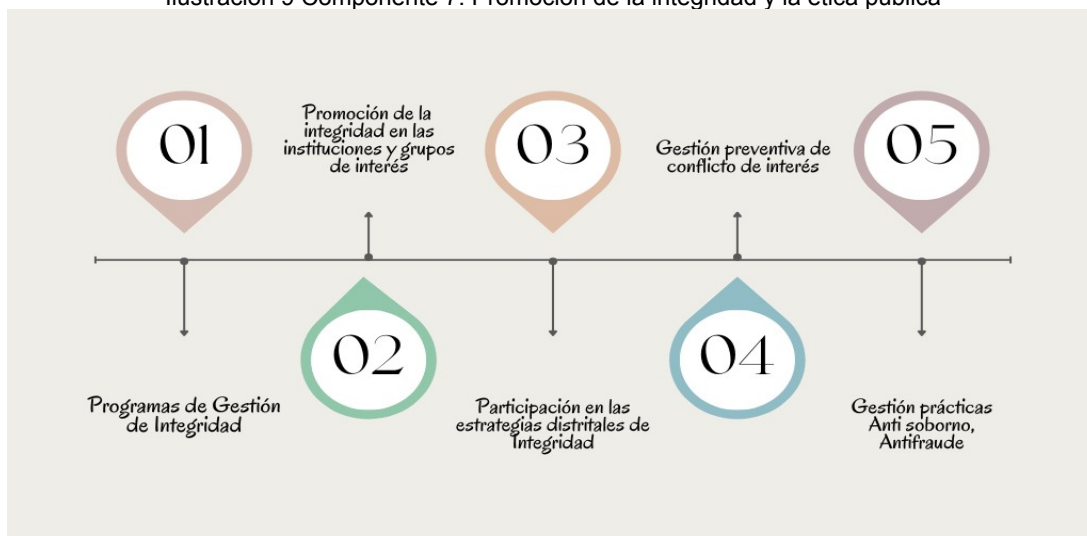 Ilustración 9 Componente 7: Promoción de la integridad y la ética pública
01
Promoción de la
integridad en las
instituciones y grupos
de interés
03
Gestión preventiva de
conflicto de interés
05
02
04
Programas de Gestión
de Integridad
Participación en las
estrategias distritales de
Integridad
Gestión prácticas
Anti soborno,
Antifraude